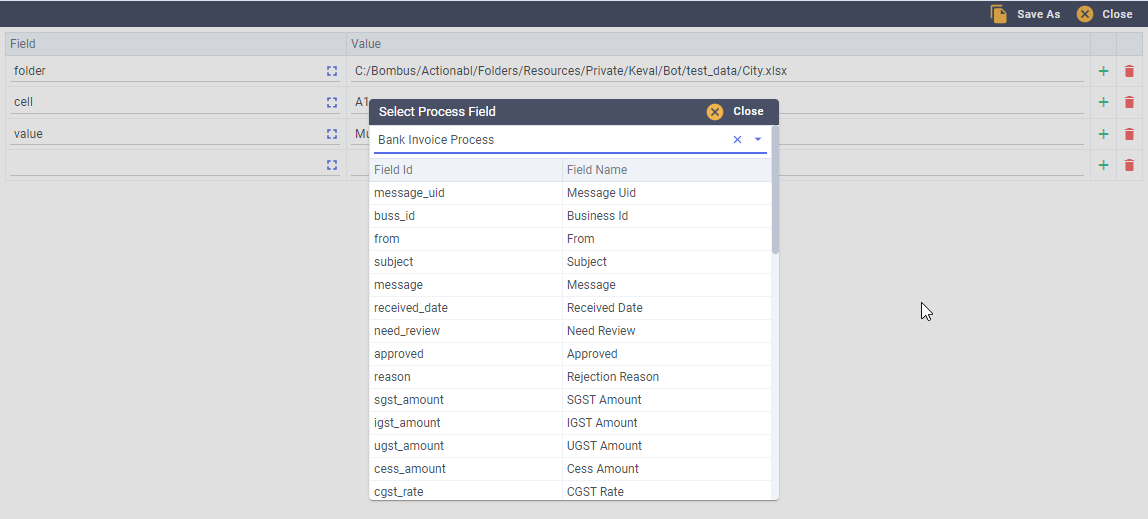 Save As Close
Field Value
folder C:/Bombus/Actionabl/Folders/Resources/Private/Keval/Bot/test_data/City.xlsx
cell A1
value Mu
Select Process Field Close
Bank Invoice Process
Field Id Field Name
message_uid Message Uid
buss_id Business Id
from From
subject Subject
message Message
received_date Received Date
need_review Need Review
approved Approved
reason Rejection Reason
sgst_amount SGST Amount
igst_amount IGST Amount
ugst_amount UGST Amount
cess_amount Cess Amount
cgst_rate CGST Rate